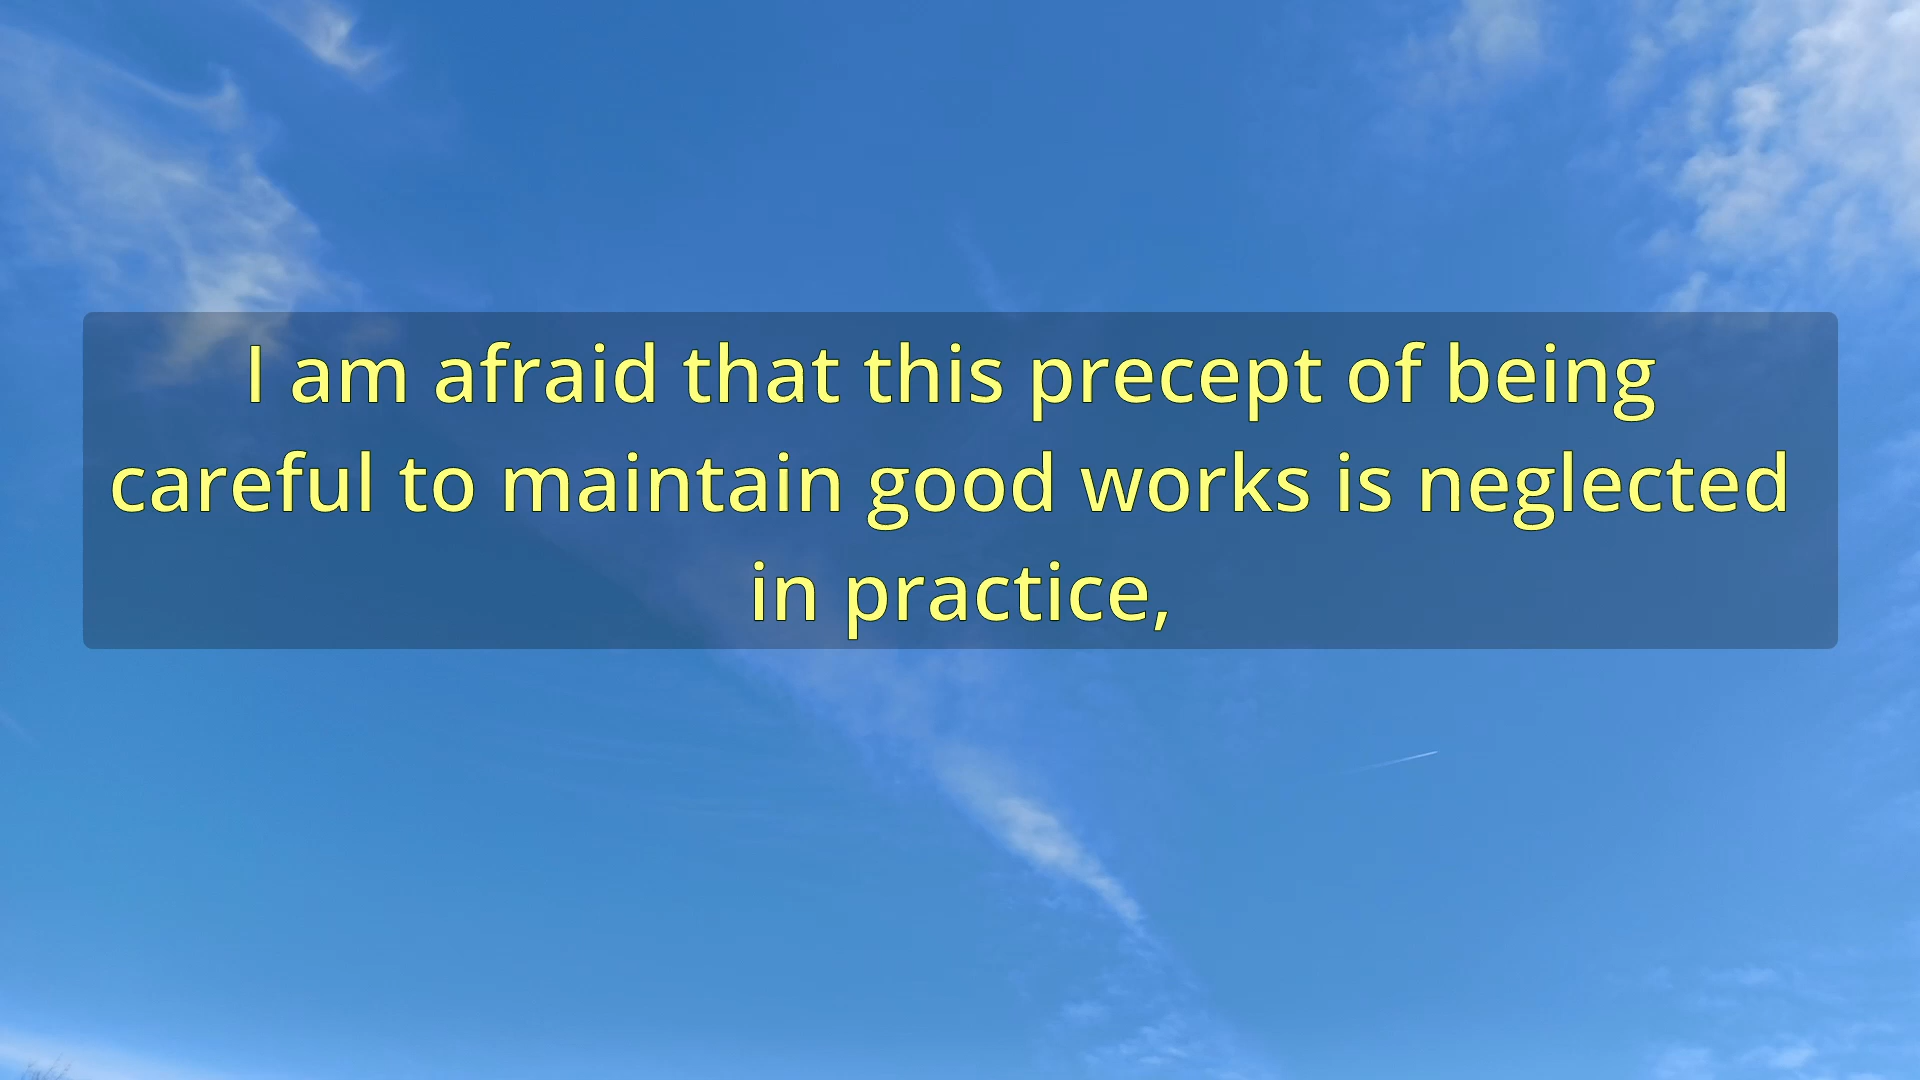 I am afraid that this precept of being
careful to maintain good works is neglected
in practice,